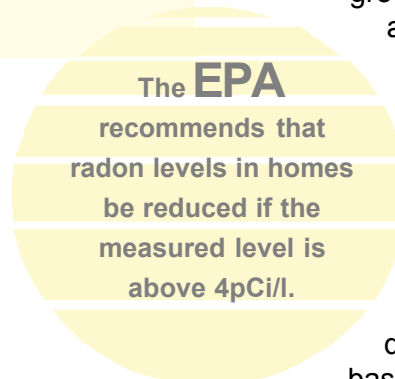 The EPA
recommends that
radon levels in homes
be reduced if the
measured level is
above 4pCi/l.